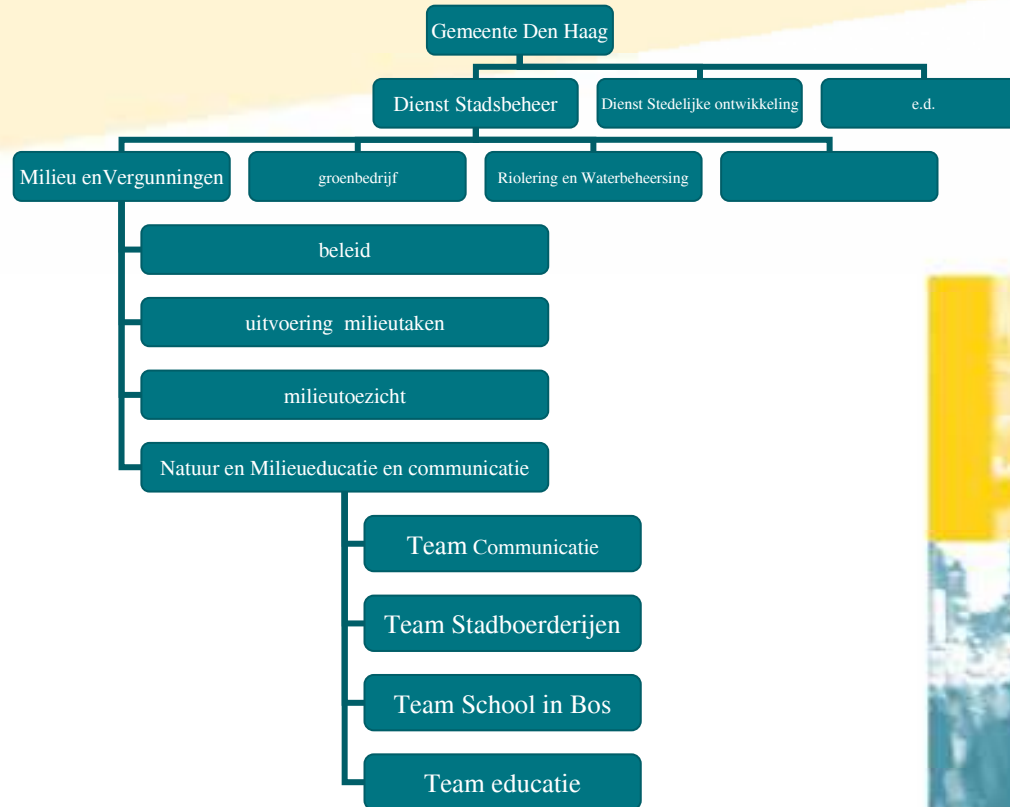 Gemeente Den Haag
Dienst Stadsbeheer
Dienst Stedelijke ontwikkeling
e.d.
Milieu enVergunningen
groenbedrijf
Riolering en Waterbeheersing
beleid
uitvoering milieutaken
milieutoezicht
Natuur en Milieueducatie en communicatie
Team Communicatie
Team Stadboerderijen
Team School in Bos
Team educatie